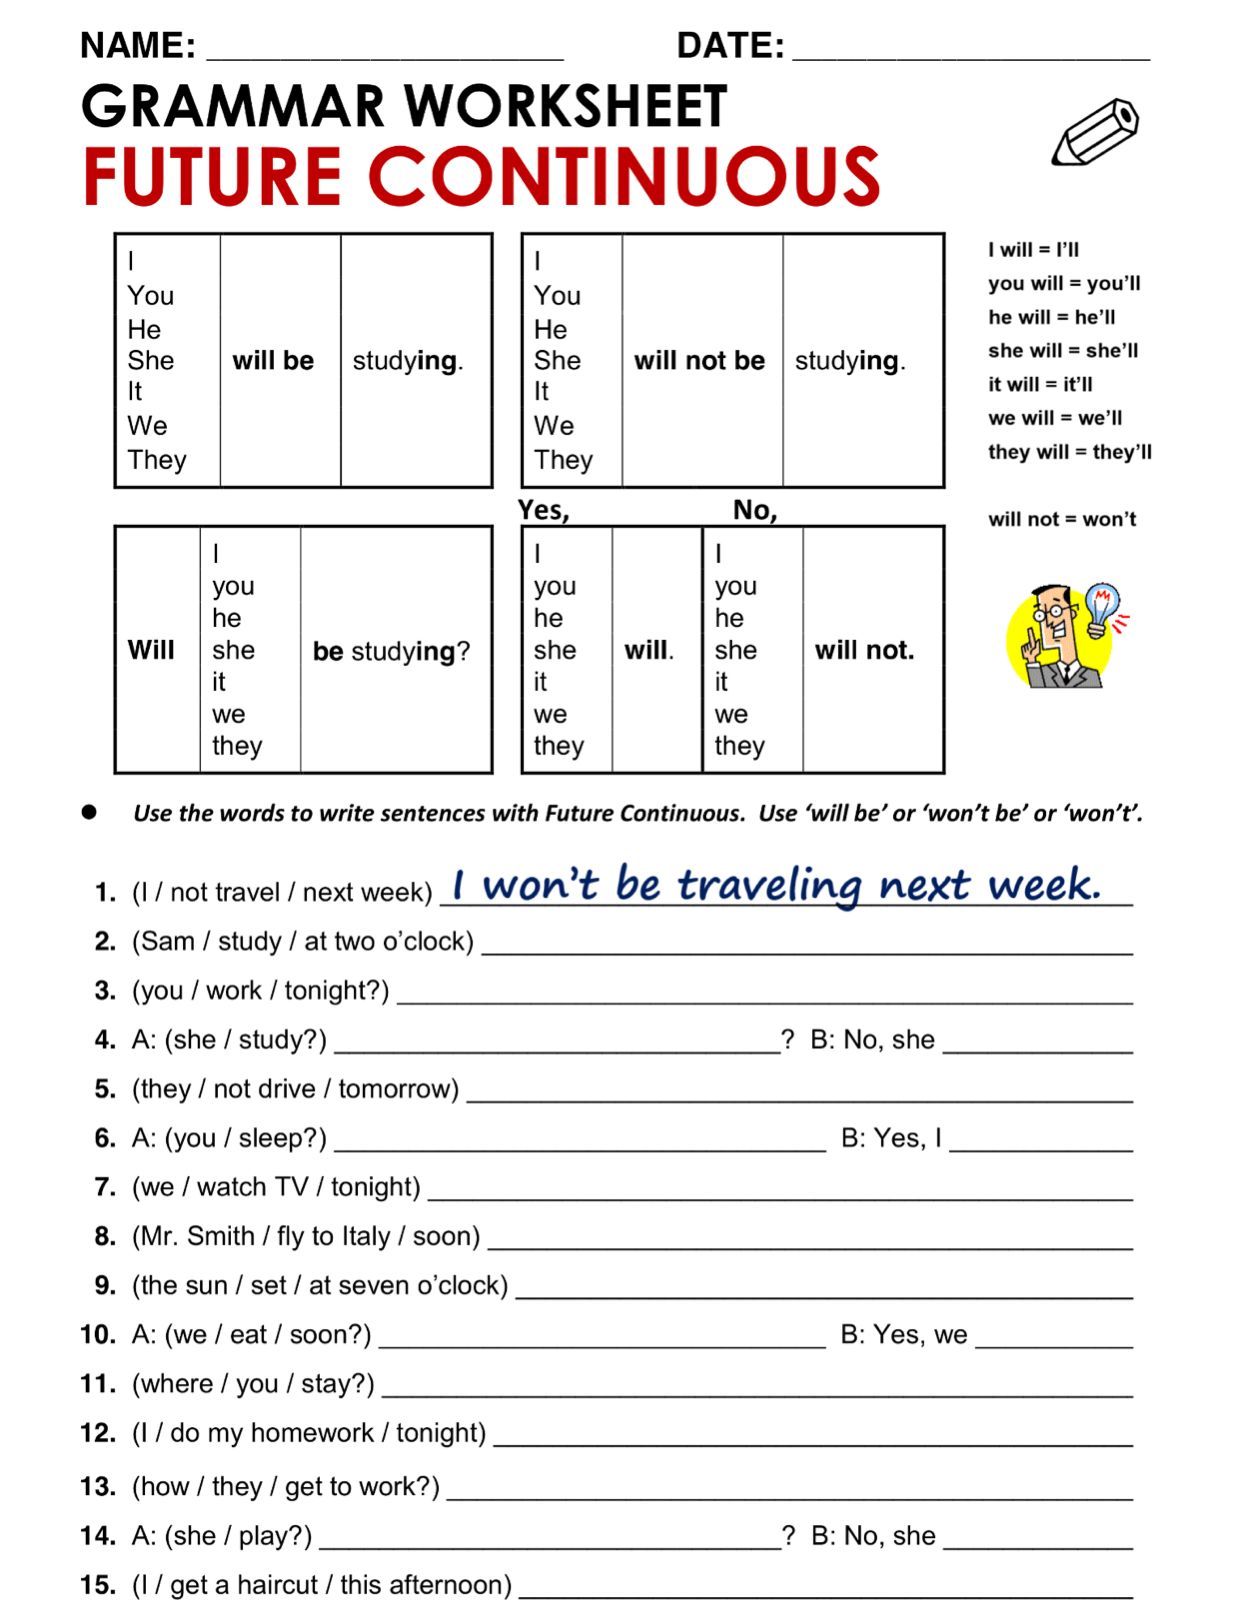 NAME: ____________________ DATE: ____________________
GRAMMAR WORKSHEET
FUTURE CONTINUOUS
I
You
He
She
It
We
They
will be
studying.
I
You
He
She
It
We
They
will not be
studying.
I will = I'll
you will = you'll
he will = he'll
she will = she'll
it will = it'll
we will = we'll
they will = they'll
will not = won't
Will
I
you
he
she
it
we
they
be studying?
Yes,
I
you
he
she
it
we
they
will.
No,
I
you
he
she
it
we
they
will not.
● Use the words to write sentences with Future Continuous. Use ‘will be’ or ‘won’t be’ or ‘won’t’.
1. (I / not travel / next week) I won't be traveling next week.
2. (Sam / study / at two o’clock) ____________________
3. (you / work / tonight?) ____________________
4. A: (she / study?) ____________________? B: No, she __________
5. (they / not drive / tomorrow) ____________________
6. A: (you / sleep?) ____________________ B: Yes, I __________
7. (we / watch TV / tonight) ____________________
8. (Mr. Smith / fly to Italy / soon) ____________________
9. (the sun / set / at seven o’clock) ____________________
10. A: (we / eat / soon?) ____________________ B: Yes, we __________
11. (where / you / stay?) ____________________
12. (I / do my homework / tonight) ____________________
13. (how / they / get to work?) ____________________
14. A: (she / play?) ____________________? B: No, she __________
15. (I / get a haircut / this afternoon) ____________________